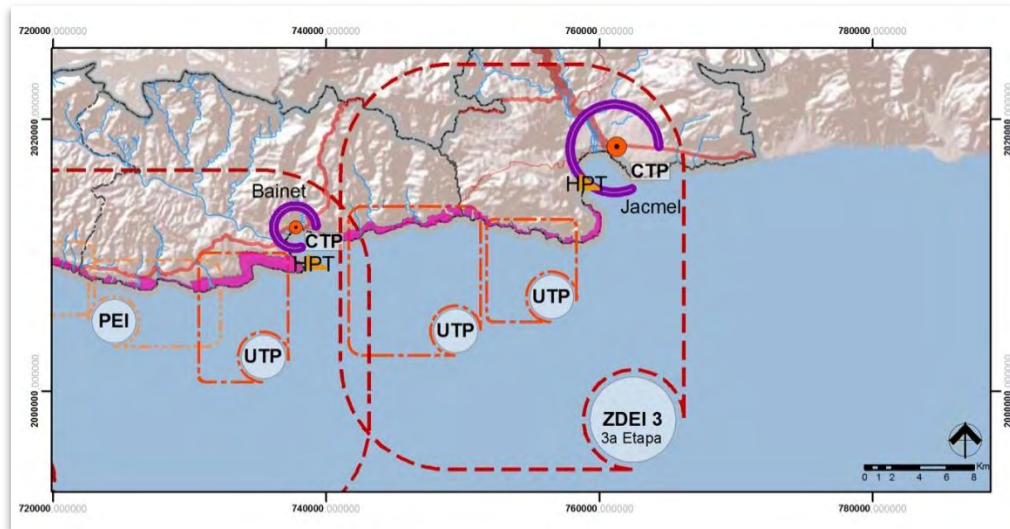 720000,000000 740000,000000 760000,000000 780000,000000
2020000,000000 2020000,000000
CTP
HPT
Bainet
Jacmel
CTP
HPT
UTP
PEI
UTP
UTP
2000000,000000 2000000,000000
ZDEI 3
3a Etapa
Km
0 1 2 4 6 8
720000,000000 740000,000000 760000,000000 780000,000000